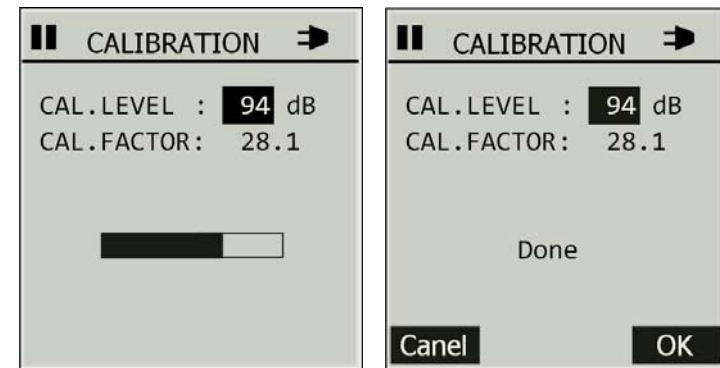 CALIBRATION
CAL.LEVEL : 94 dB
CAL.FACTOR: 28.1
CALIBRATION
CAL.LEVEL : 94 dB
CAL.FACTOR: 28.1
Done
Canel OK